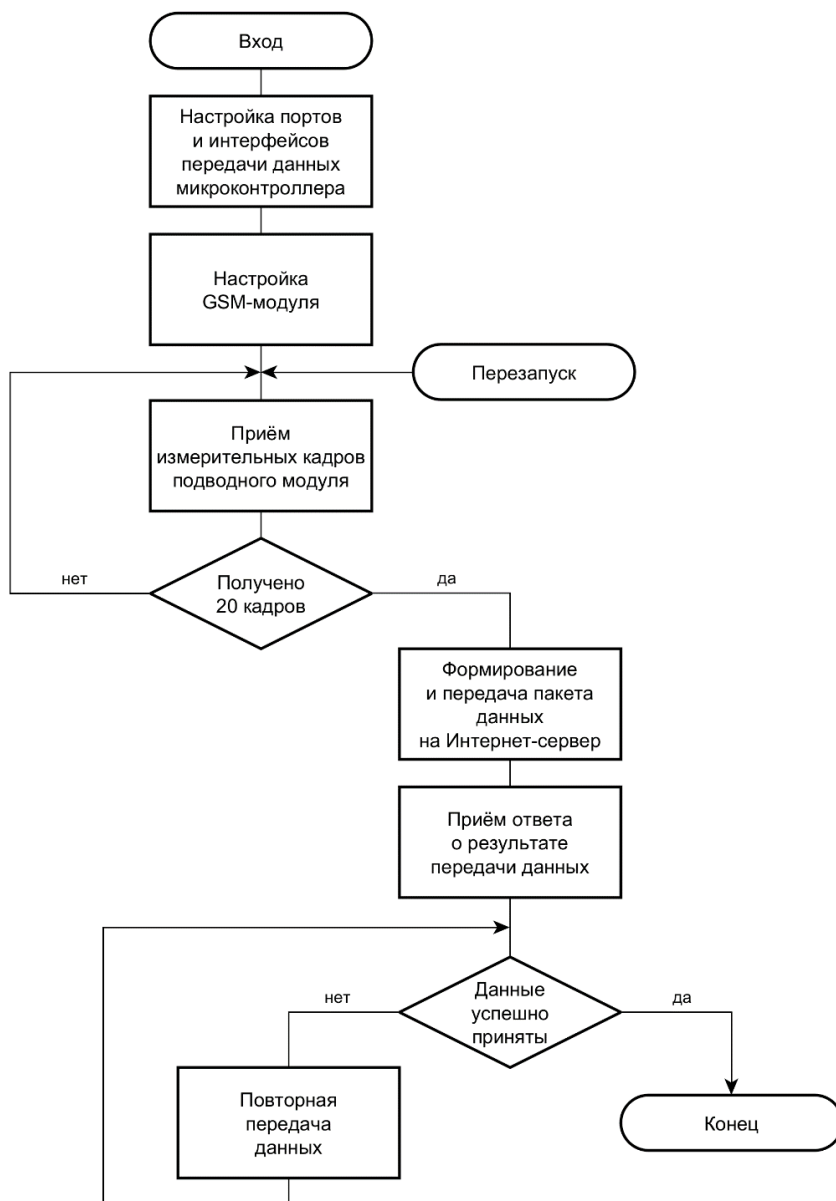 Вход
Настройка портов
и интерфейсов
передачи данных
микроконтроллера
Настройка
GSM-модуля
Перезапуск
Приём
измерительных кадров
подводного модуля
нет
Получено
20 кадров
да
Формирование
и передача пакета
данных
на Интернет-сервер
Приём ответа
о результате
передачи данных
нет
Данные
успешно
приняты
да
Повторная
передача
данных
Конец